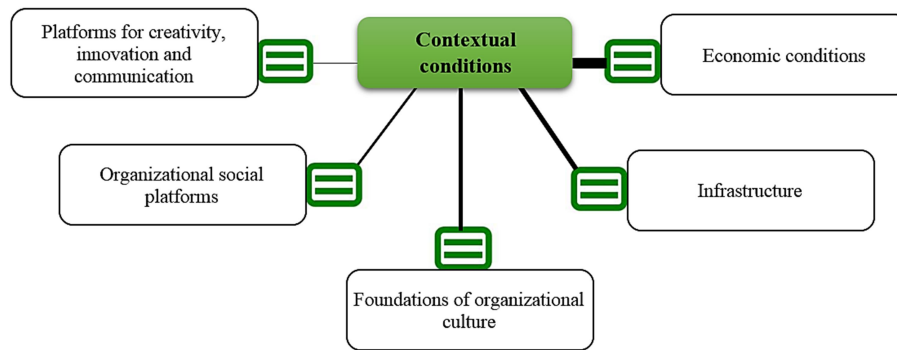 Platforms for creativity,
innovation and
communication
Contextual
conditions
Economic conditions
Organizational social
platforms
Infrastructure
Foundations of organizational
culture